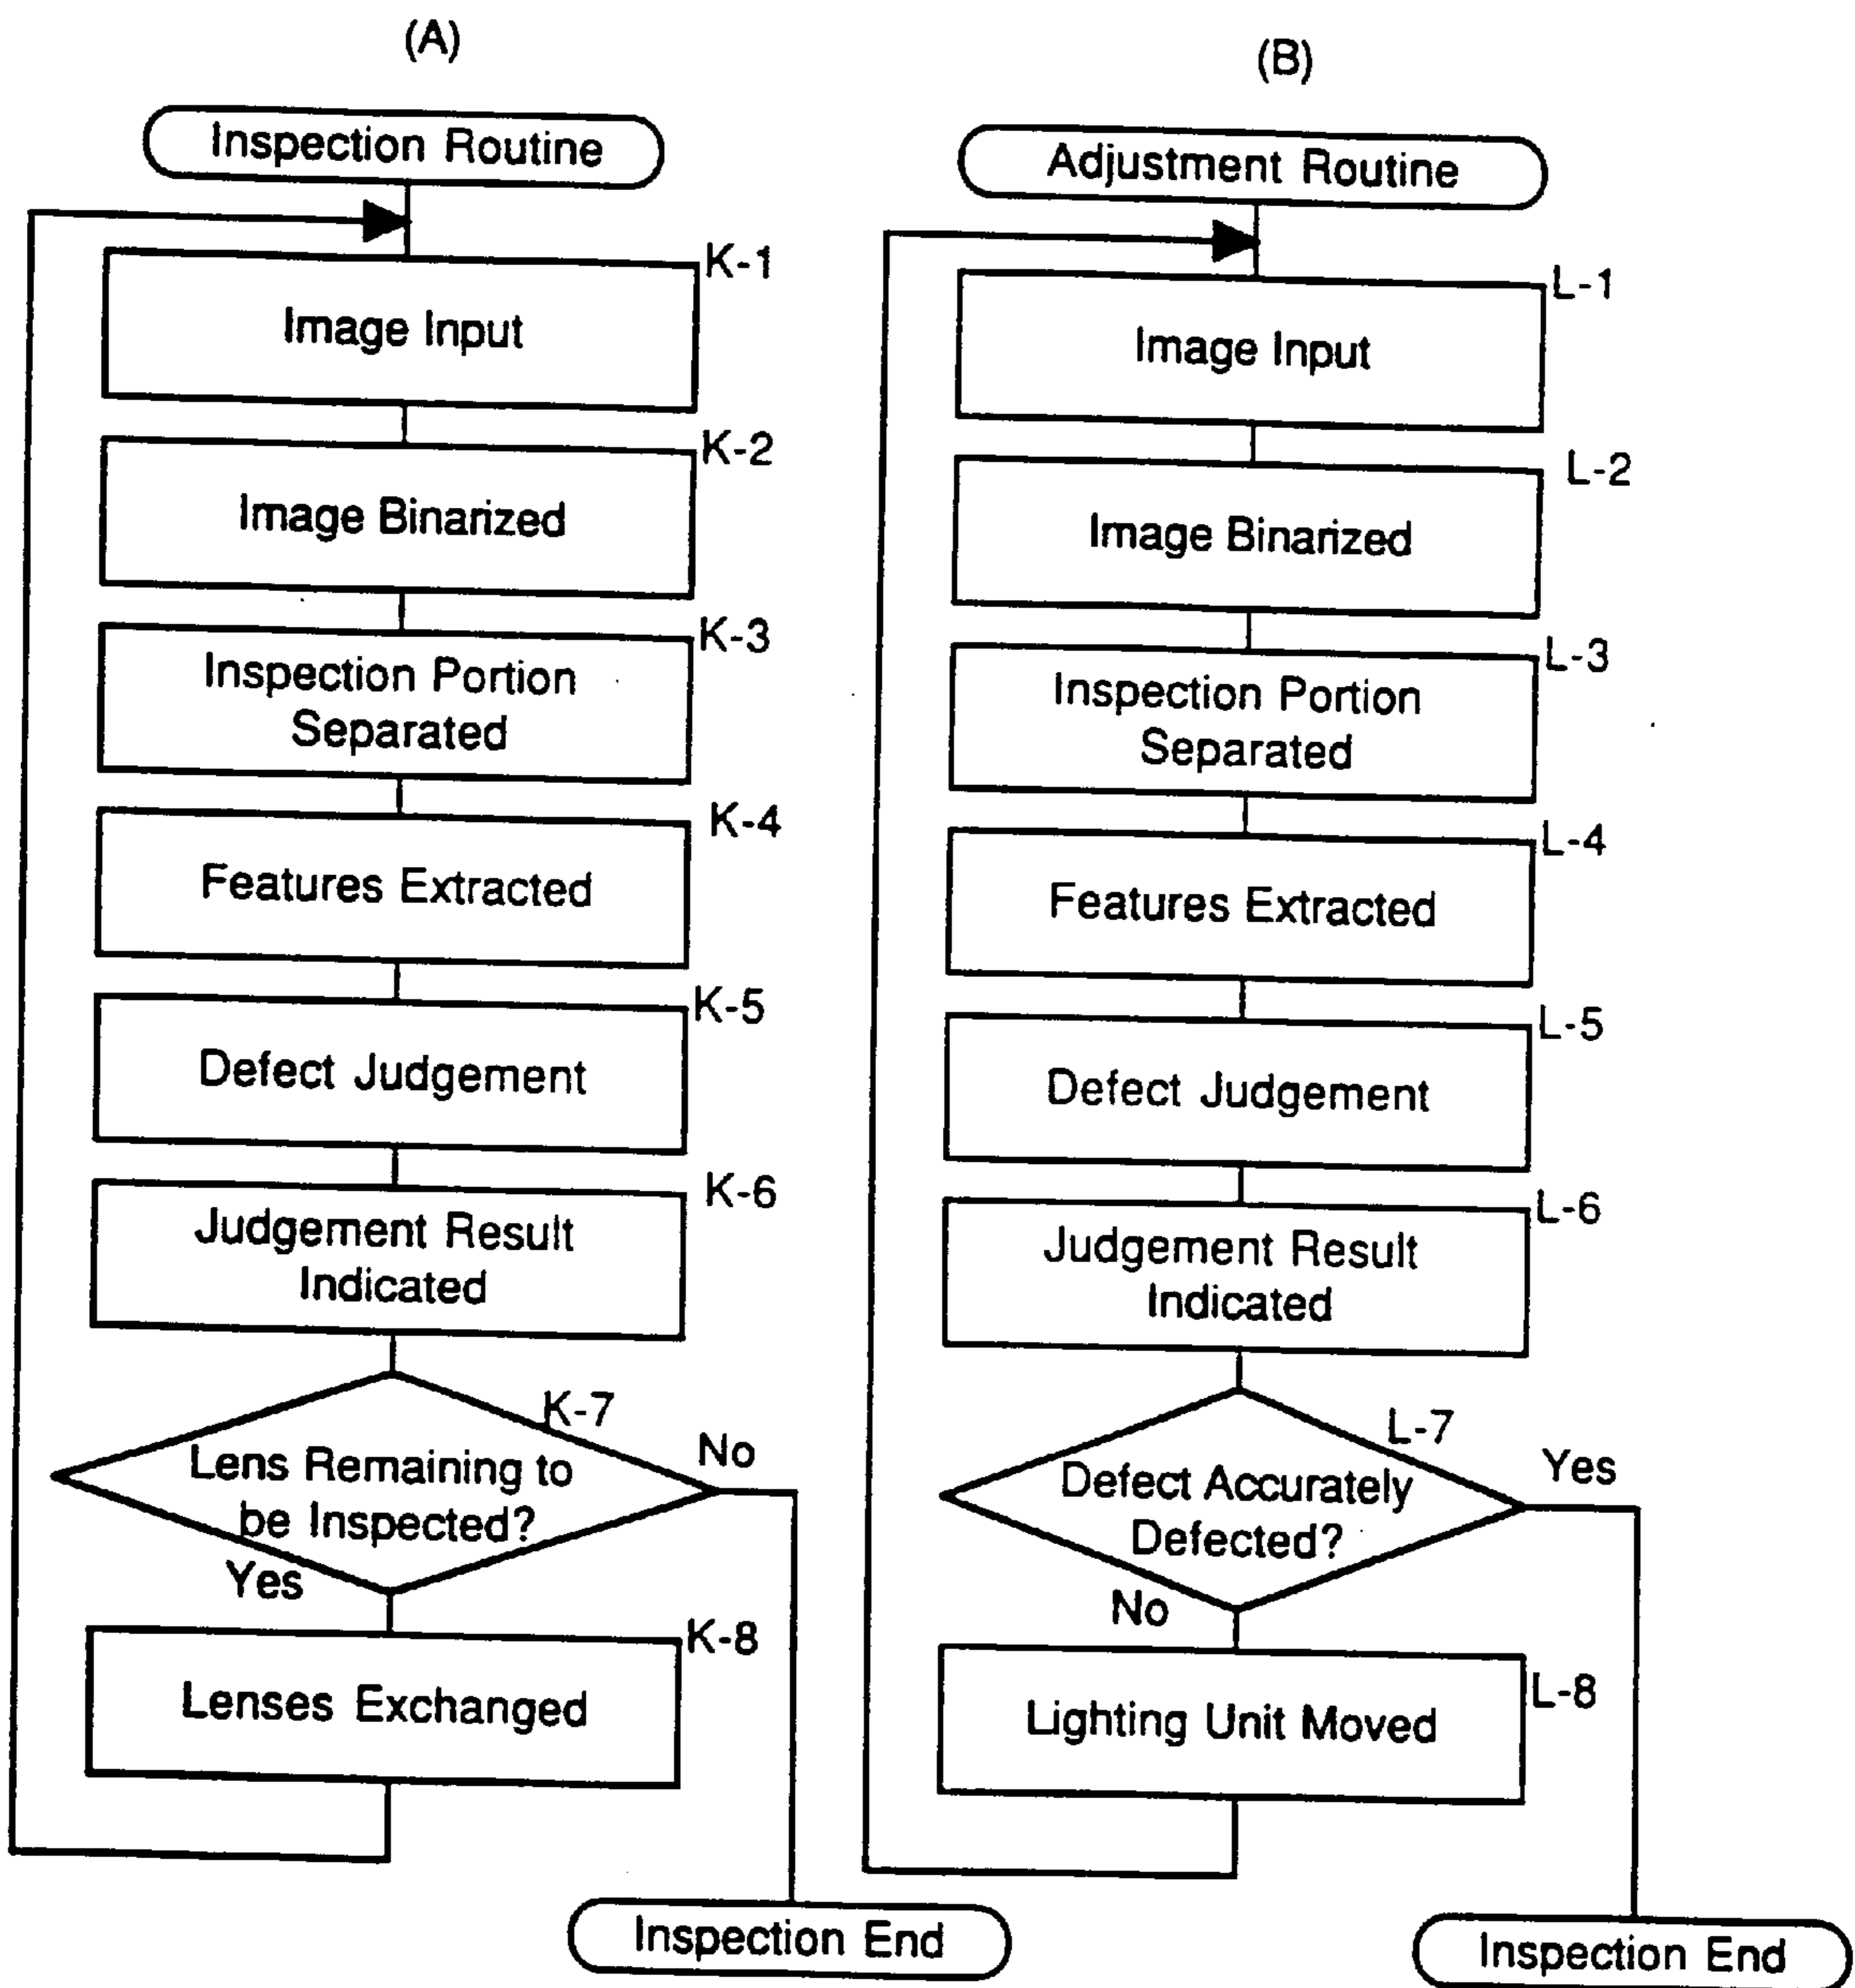 (A)
Inspection Routine
K-1
Image Input
K-2
Image Binarized
K-3
Inspection Portion
Separated
K-4
Features Extracted
K-5
Defect Judgement
K-6
Judgement Result
Indicated
K-7
No
Lens Remaining to
be Inspected?
Yes
K-8
Lenses Exchanged
Inspection End
(B)
Adjustment Routine
L-1
Image Input
L-2
Image Binarized
L-3
Inspection Portion
Separated
L-4
Features Extracted
L-5
Defect Judgement
L-6
Judgement Result
Indicated
L-7
Yes
Defect Accurately
Defected?
No
L-8
Lighting Unit Moved
Inspection End